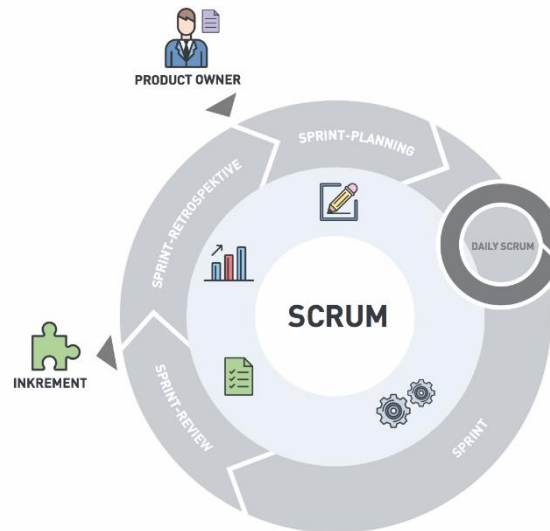 PRODUCT OWNER
SPRINT-PLANNING
SPRINT-RETROSPEKTIVE
DAILY SCRUM
SCRUM
INKREMENT
SPRINT-REVIEW
SPRINT